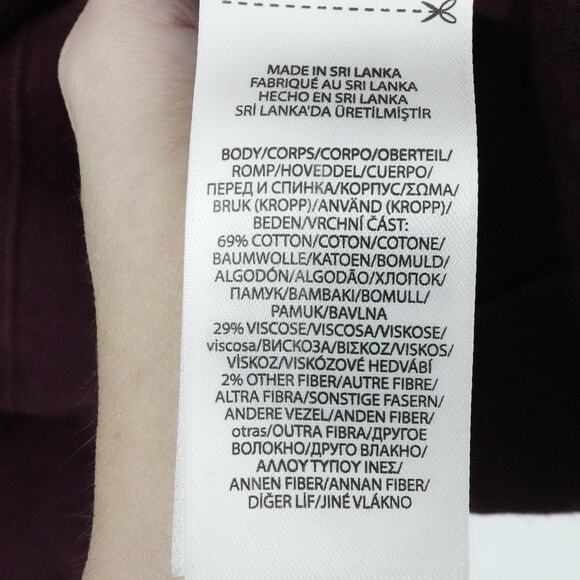 MADE IN SRI LANKA
FABRIQUÉ AU SRI LANKA
HECHO EN SRI LANKA
SRİ LANKA'DA ÜRETİLMİŞTİR
BODY/CORPS/CORPO/OBERTEIL/
ROMP/HOVEDDEL/CUERPO/
ПЕРЕД И СПИНКА/КОРПУС/ΣΩΜΑ/
BRUK (KROPP)/ANVÄND (KROPP)/
BEDEN/VRCHNÍ ČÁST:
69% COTTON/COTON/COTONE/
BAUMWOLLE/KATOEN/BOMULD/
ALGODÓN/ALGODÃO/ХЛОПОК/
ПАМУК/BAMBAKI/BOMULL/
PAMUK/BAVLNA
29% VISCOSE/VISCOSA/VISKOSE/
viscosa/ВИСКОЗА/ΒΙΣΚΟΖ/VISKOS/
VİSKOZ/VISKÓZOVÉ HEDVÁBÍ
2% OTHER FIBER/AUTRE FIBRE/
ALTRA FIBRA/SONSTIGE FASERN/
ANDERE VEZEL/ANDEN FIBER/
otras/OUTRA FIBRA/ДРУГОЕ
ВОЛОКНО/ДРУГО ВЛАКНО/
ΑΛΛΟΥ ΤΥΠΟΥ ΙΝΕΣ/
ANNEN FIBER/ANNAN FIBER/
DİĞER LİF/JINÉ VLÁKNO